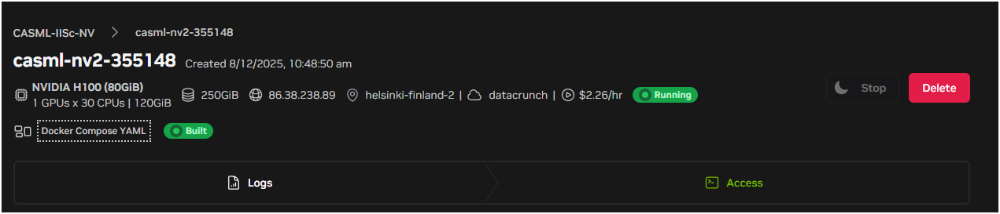 CASML-IISc-NV > casml-nv2-355148
casml-nv2-355148 Created 8/12/2025, 10:48:50 am
NVIDIA H100 (80GiB)
1 GPUs x 30 CPUs | 120GiB
250GiB 86.38.238.89 helsinki-finland-2 | datacrunch | $2.26/hr Running
Stop Delete
Docker Compose YAML Built
Logs Access